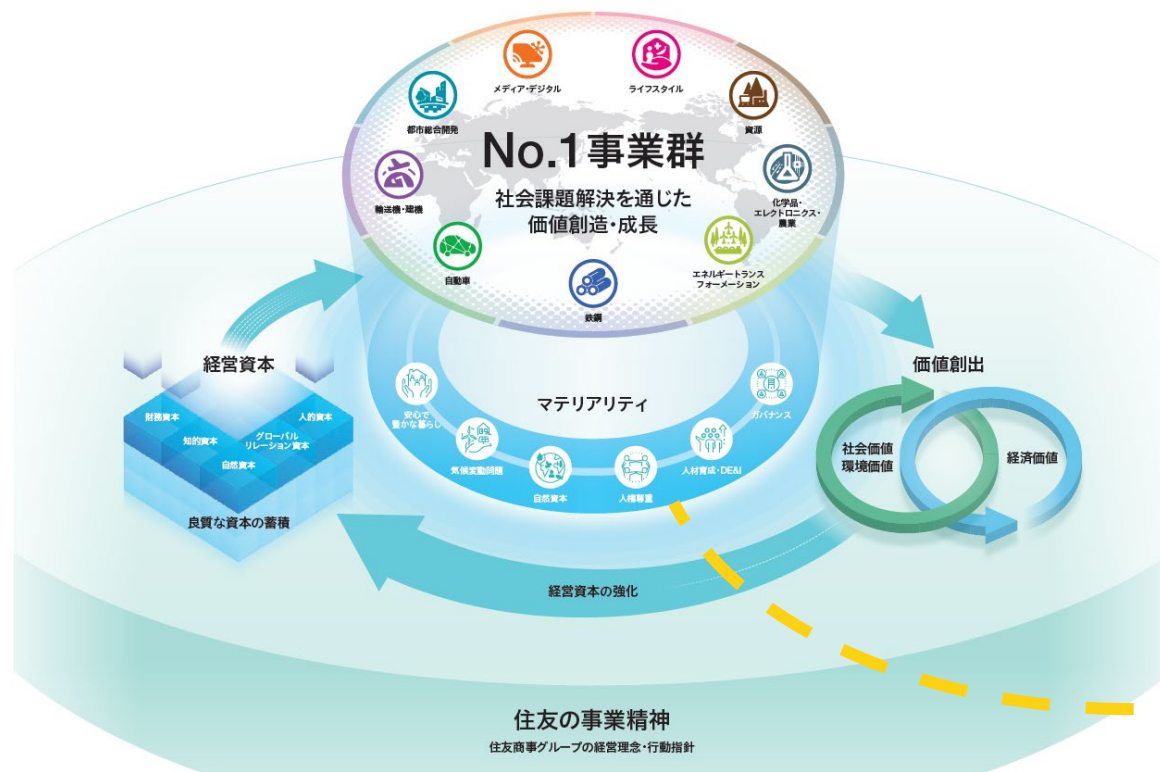 メディア・デジタル
ライフスタイル
都市総合開発
資源
No.1事業群
輸送機・建機
社会課題解決を通じた
価値創造・成長
化学品・
エレクトロニクス・
農業
自動車
エネルギートランス
フォーメーション
鉄鋼
経営資本
財務資本
人的資本
知的資本
グローバル
リレーション資本
自然資本
良質な資本の蓄積
マテリアリティ
安心で
豊かな暮らし
気候変動問題
自然資本
人権尊重
人材育成・DE&I
ガバナンス
価値創出
社会価値
環境価値
経済価値
経営資本の強化
住友の事業精神
住友商事グループの経営理念・行動指針